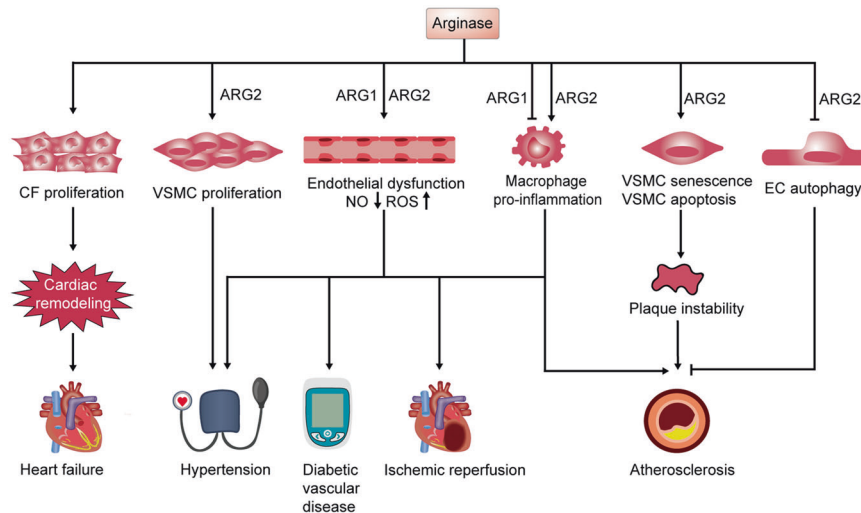 Arginase
ARG2
ARG1
ARG2
ARG1
ARG2
ARG2
ARG2
CF proliferation
VSMC proliferation
Endothelial dysfunction
NO ROS
Macrophage
pro-inflammation
VSMC senescence
VSMC apoptosis
EC autophagy
Cardiac
remodeling
Plaque instability
Heart failure
Hypertension
Diabetic
vascular
disease
Ischemic reperfusion
Atherosclerosis